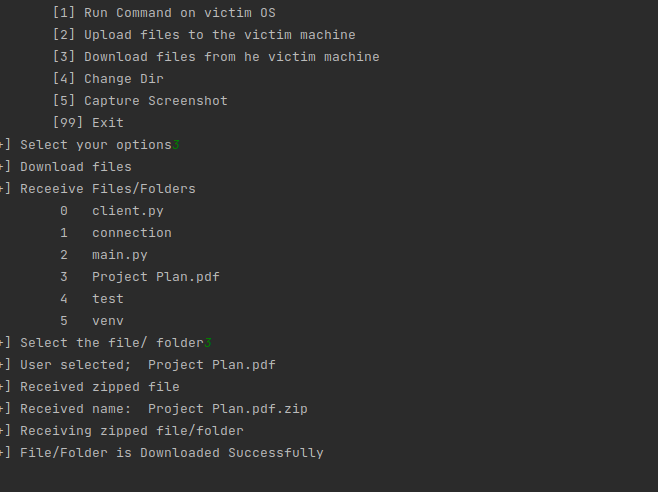 [1] Run Command on victim OS
[2] Upload files to the victim machine
[3] Download files from he victim machine
[4] Change Dir
[5] Capture Screenshot
[99] Exit
+] Select your options3
+] Download files
+] Receeive Files/Folders
0 client.py
1 connection
2 main.py
3 Project Plan.pdf
4 test
5 venv
+] Select the file/ folder3
+] User selected; Project Plan.pdf
+] Received zipped file
+] Received name: Project Plan.pdf.zip
+] Receiving zipped file/folder
+] File/Folder is Downloaded Successfully